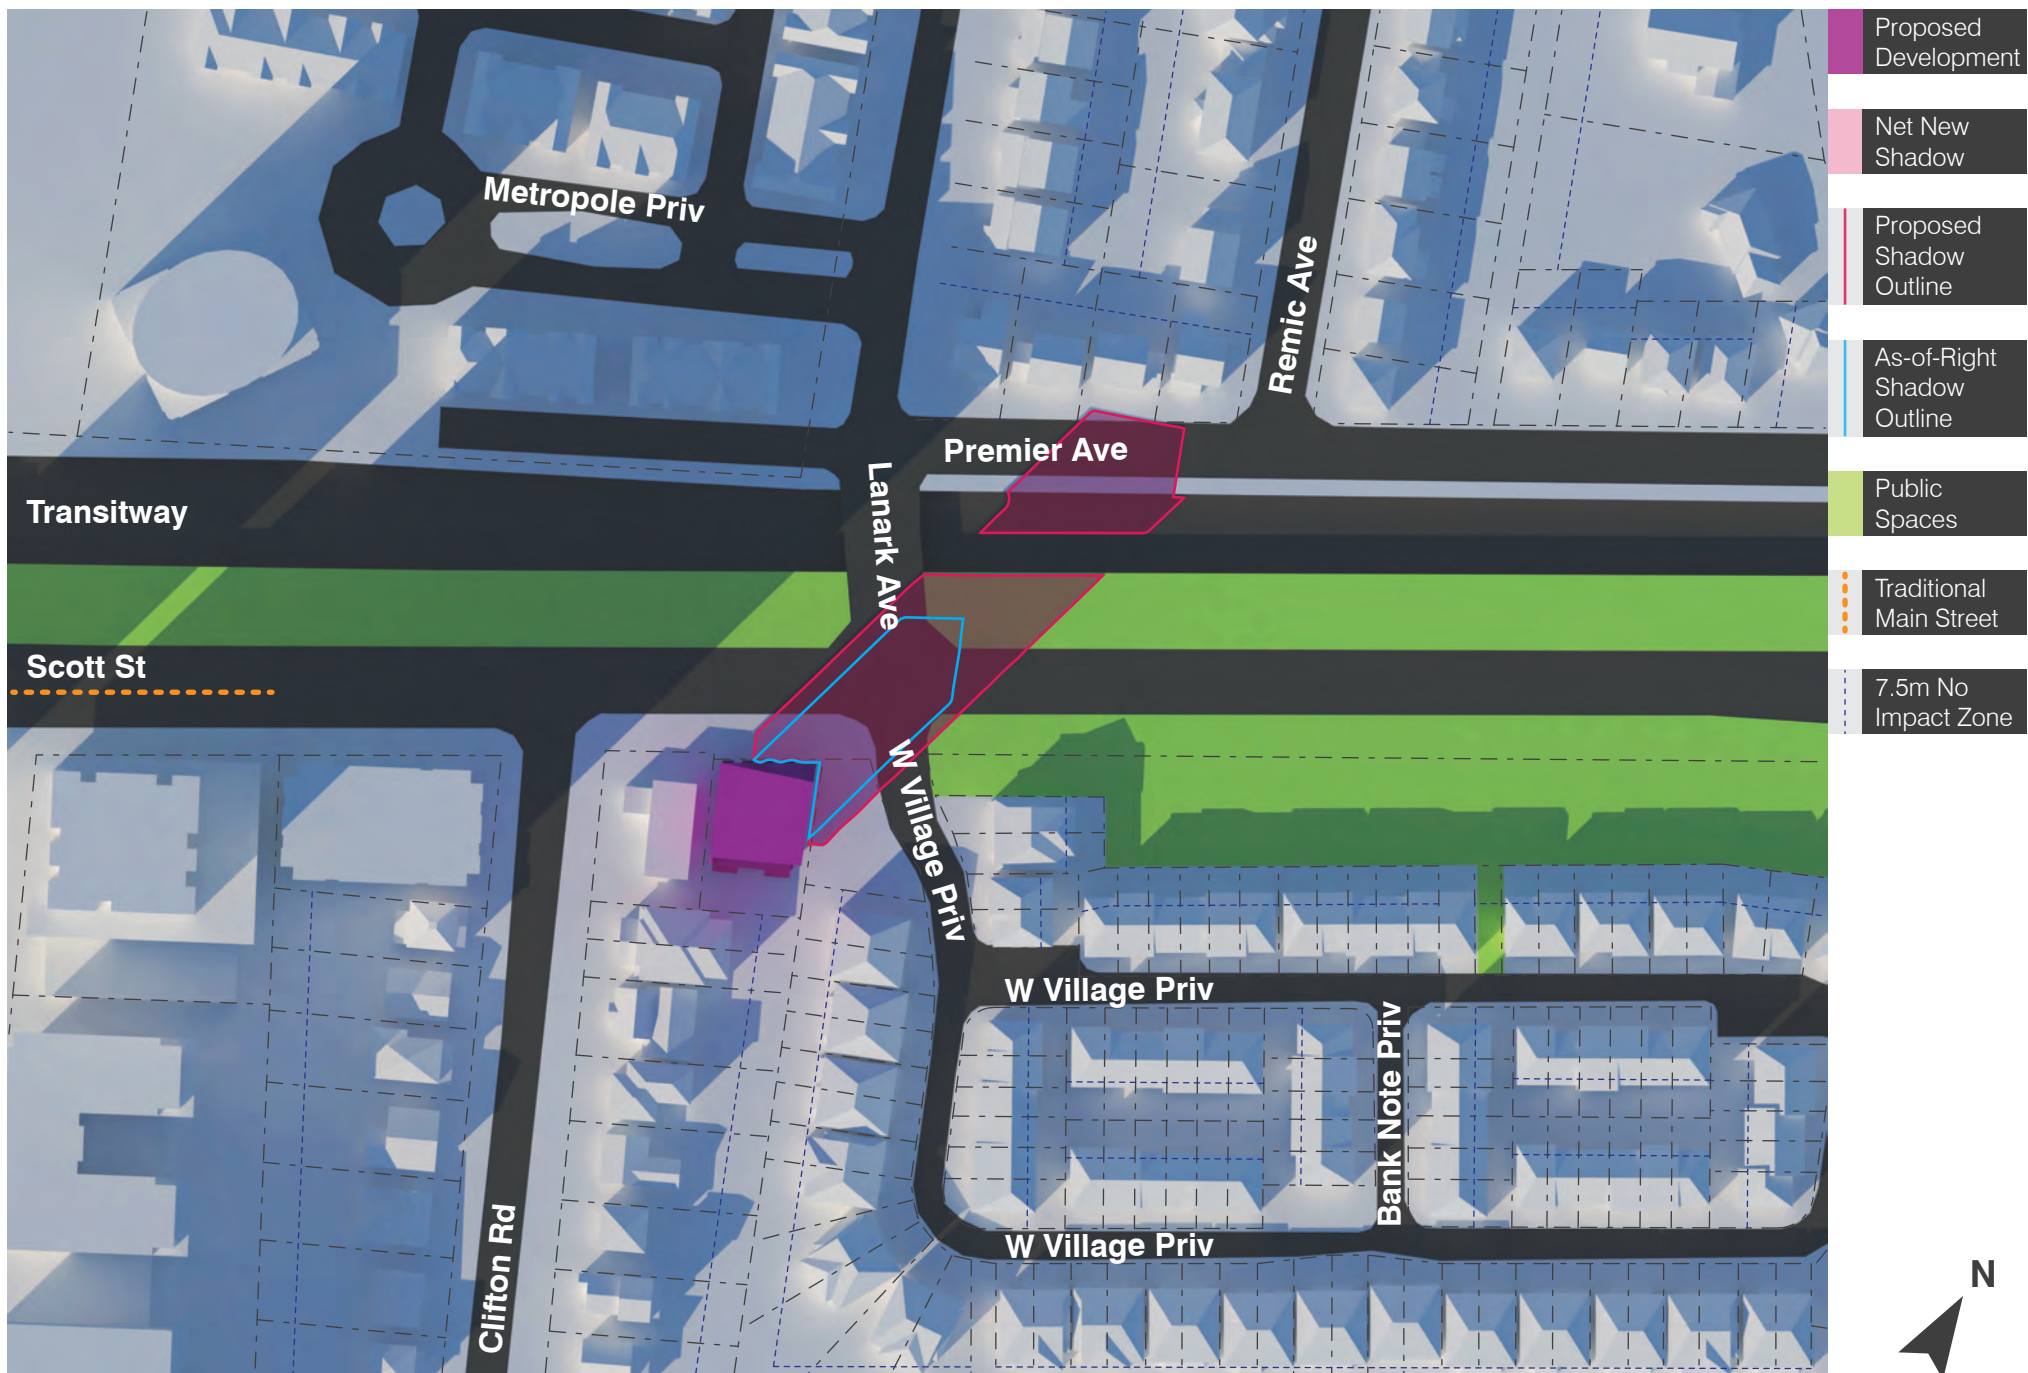 Metropole Priv
Remic Ave
Premier Ave
Lanark Ave
Transitway
Scott St
W Village Priv
W Village Priv
Bank Note Priv
Clifton Rd
W Village Priv
Proposed
Development
Net New
Shadow
Proposed
Shadow
Outline
As-of-Right
Shadow
Outline
Public
Spaces
Traditional
Main Street
7.5m No
Impact Zone
N